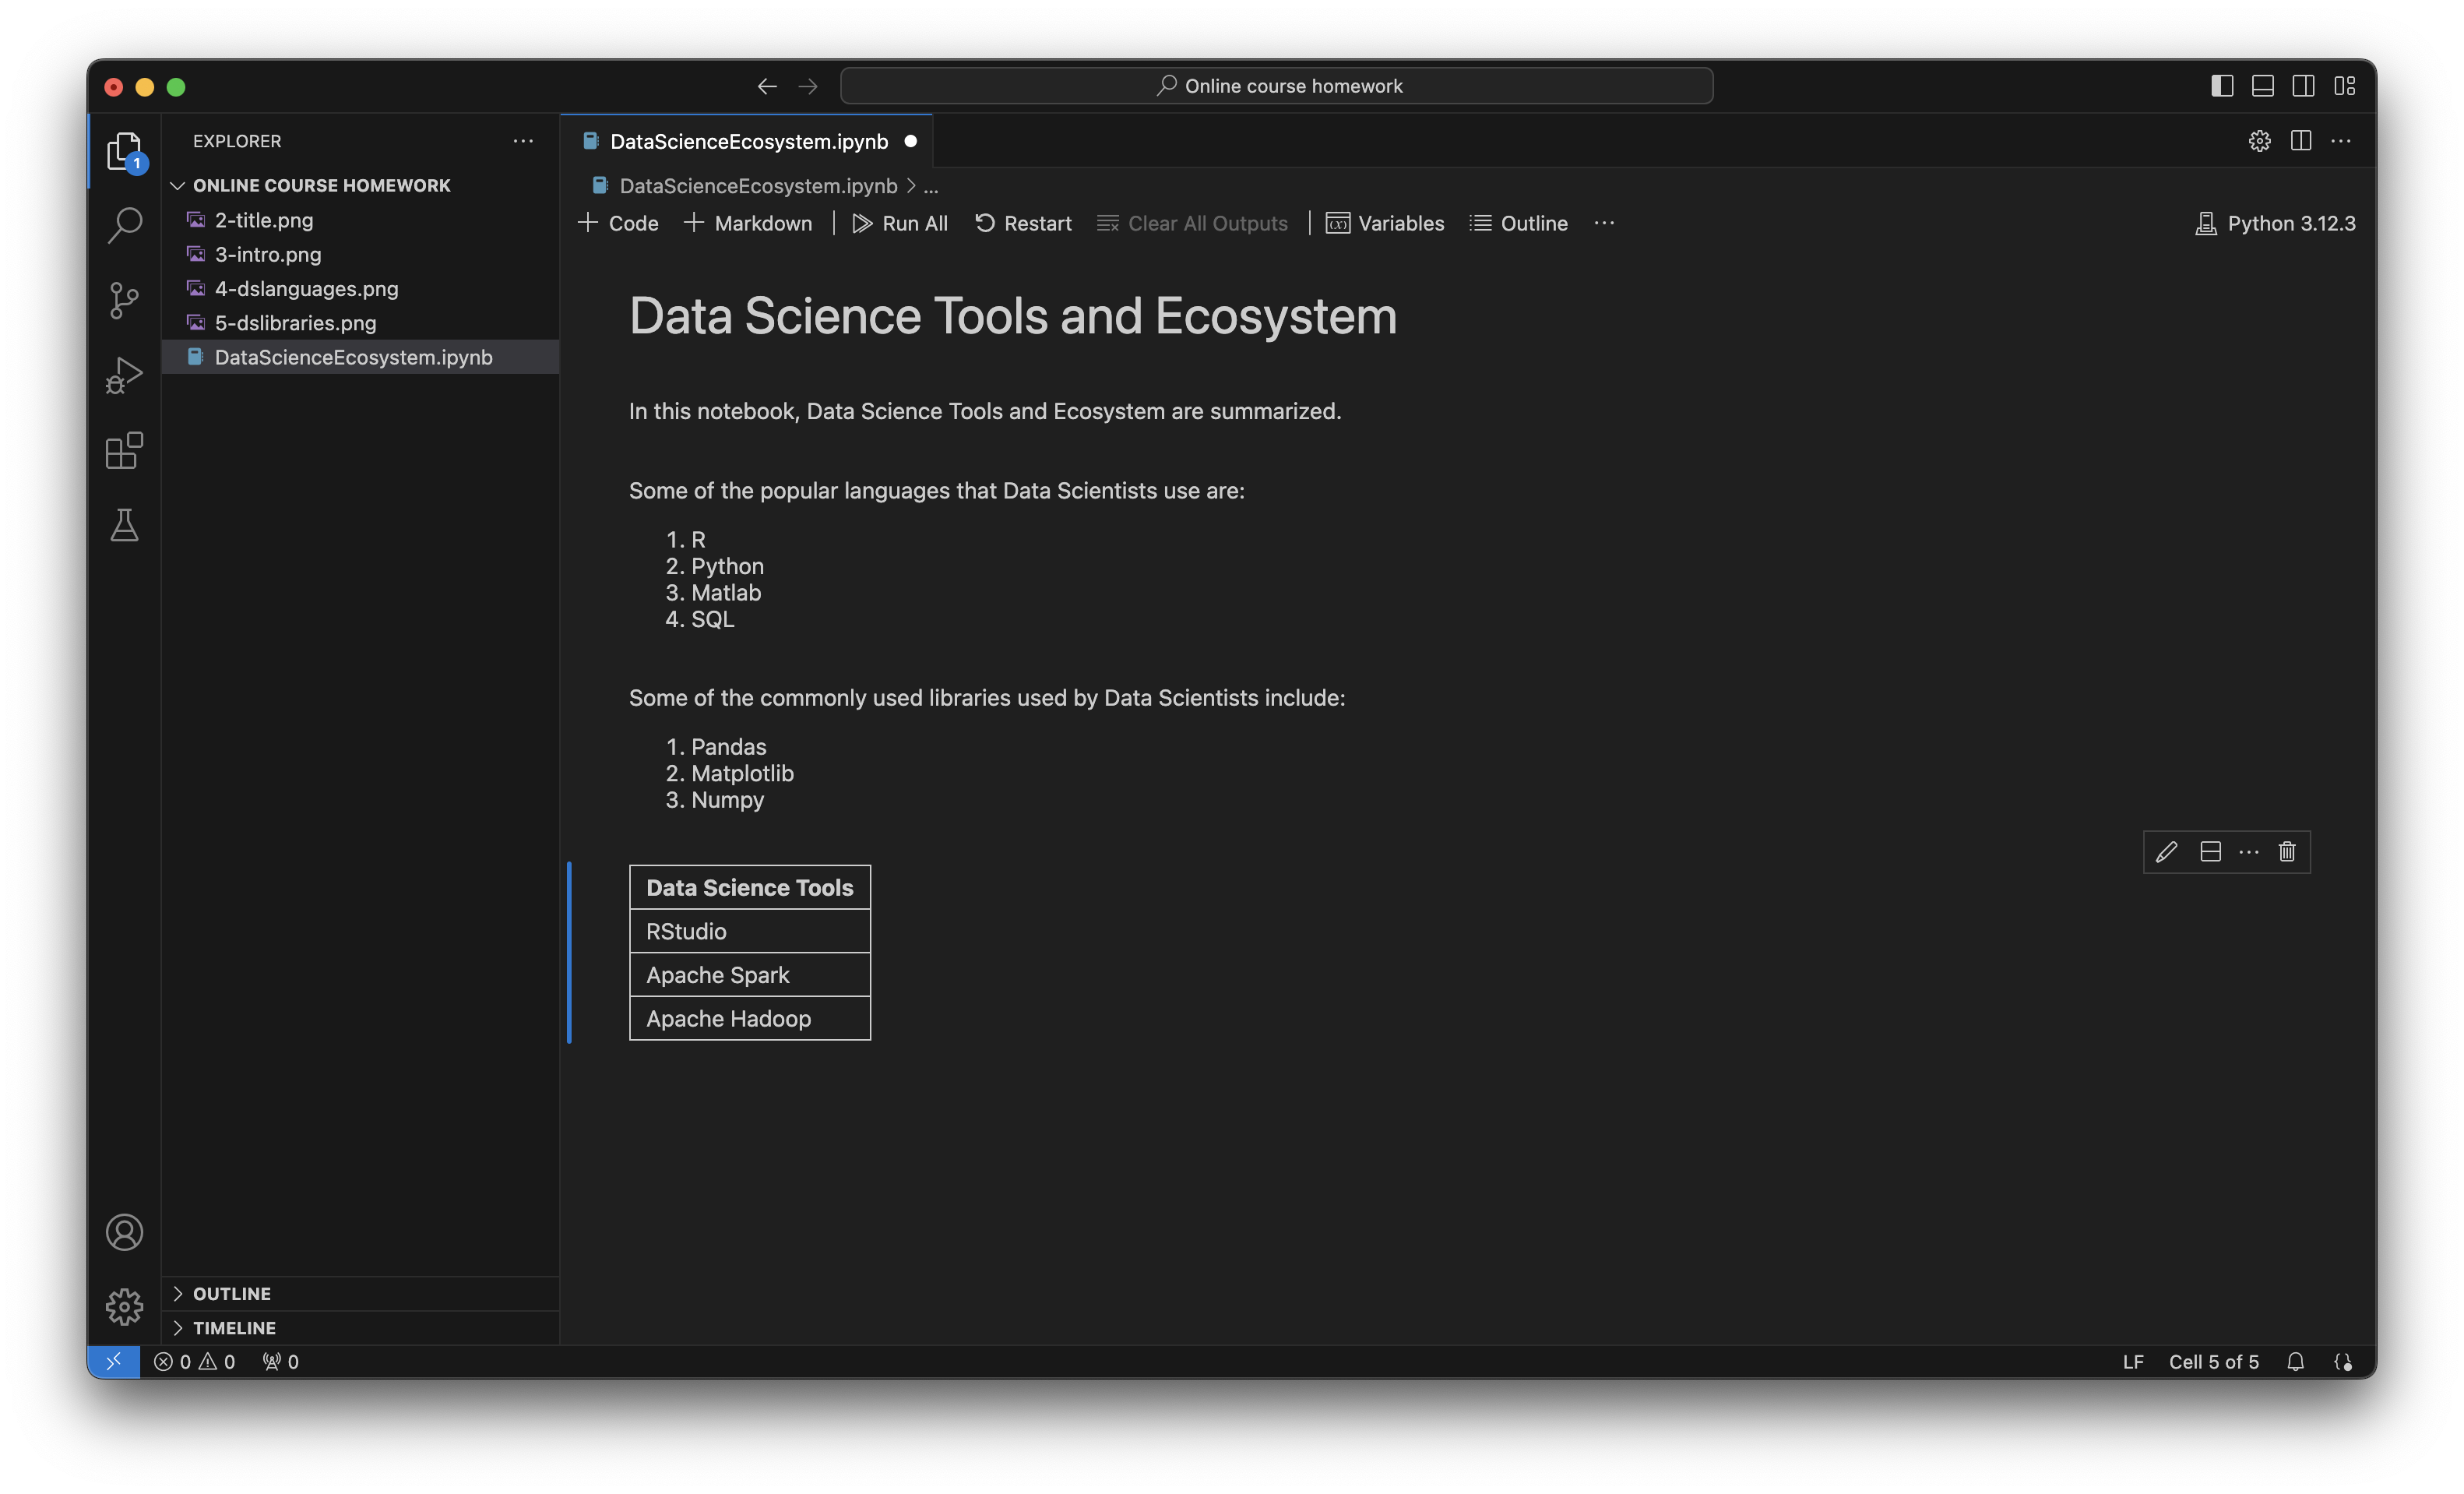 Online course homework
1
EXPLORER
ONLINE COURSE HOMEWORK
2-title.png
3-intro.png
4-dslanguages.png
5-dslibraries.png
DataScienceEcosystem.ipynb
OUTLINE
TIMELINE
DataScienceEcosystem.ipynb
DataScienceEcosystem.ipynb > ...
Code Markdown Run All Restart Clear All Outputs (x) Variables Outline ... Python 3.12.3
Data Science Tools and Ecosystem
In this notebook, Data Science Tools and Ecosystem are summarized.
Some of the popular languages that Data Scientists use are:
1. R
2. Python
3. Matlab
4. SQL
Some of the commonly used libraries used by Data Scientists include:
1. Pandas
2. Matplotlib
3. Numpy
Data Science Tools
RStudio
Apache Spark
Apache Hadoop
0 0 0 LF Cell 5 of 5